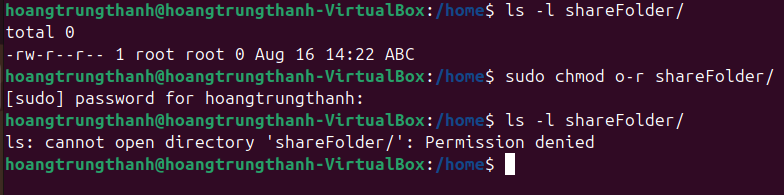 hoangtrungthanh@hoangtrungthanh-VirtualBox:/home$ ls -l shareFolder/
total 0
-rw-r--r-- 1 root root 0 Aug 16 14:22 ABC
hoangtrungthanh@hoangtrungthanh-VirtualBox:/home$ sudo chmod o-r shareFolder/
[sudo] password for hoangtrungthanh:
hoangtrungthanh@hoangtrungthanh-VirtualBox:/home$ ls -l shareFolder/
ls: cannot open directory 'shareFolder/': Permission denied
hoangtrungthanh@hoangtrungthanh-VirtualBox:/home$